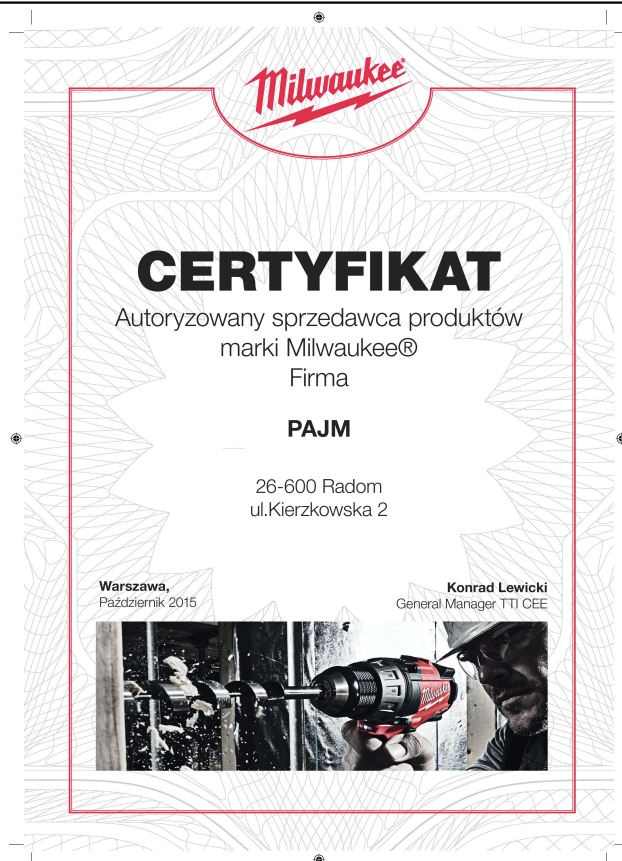 Milwaukee®
CERTYFIKAT
Autoryzowany sprzedawca produktów
marki Milwaukee®
Firma
PAJM
26-600 Radom
ul.Kierzkowska 2
Warszawa,
Październik 2015
Konrad Lewicki
General Manager TTI CEE
Milwaukee